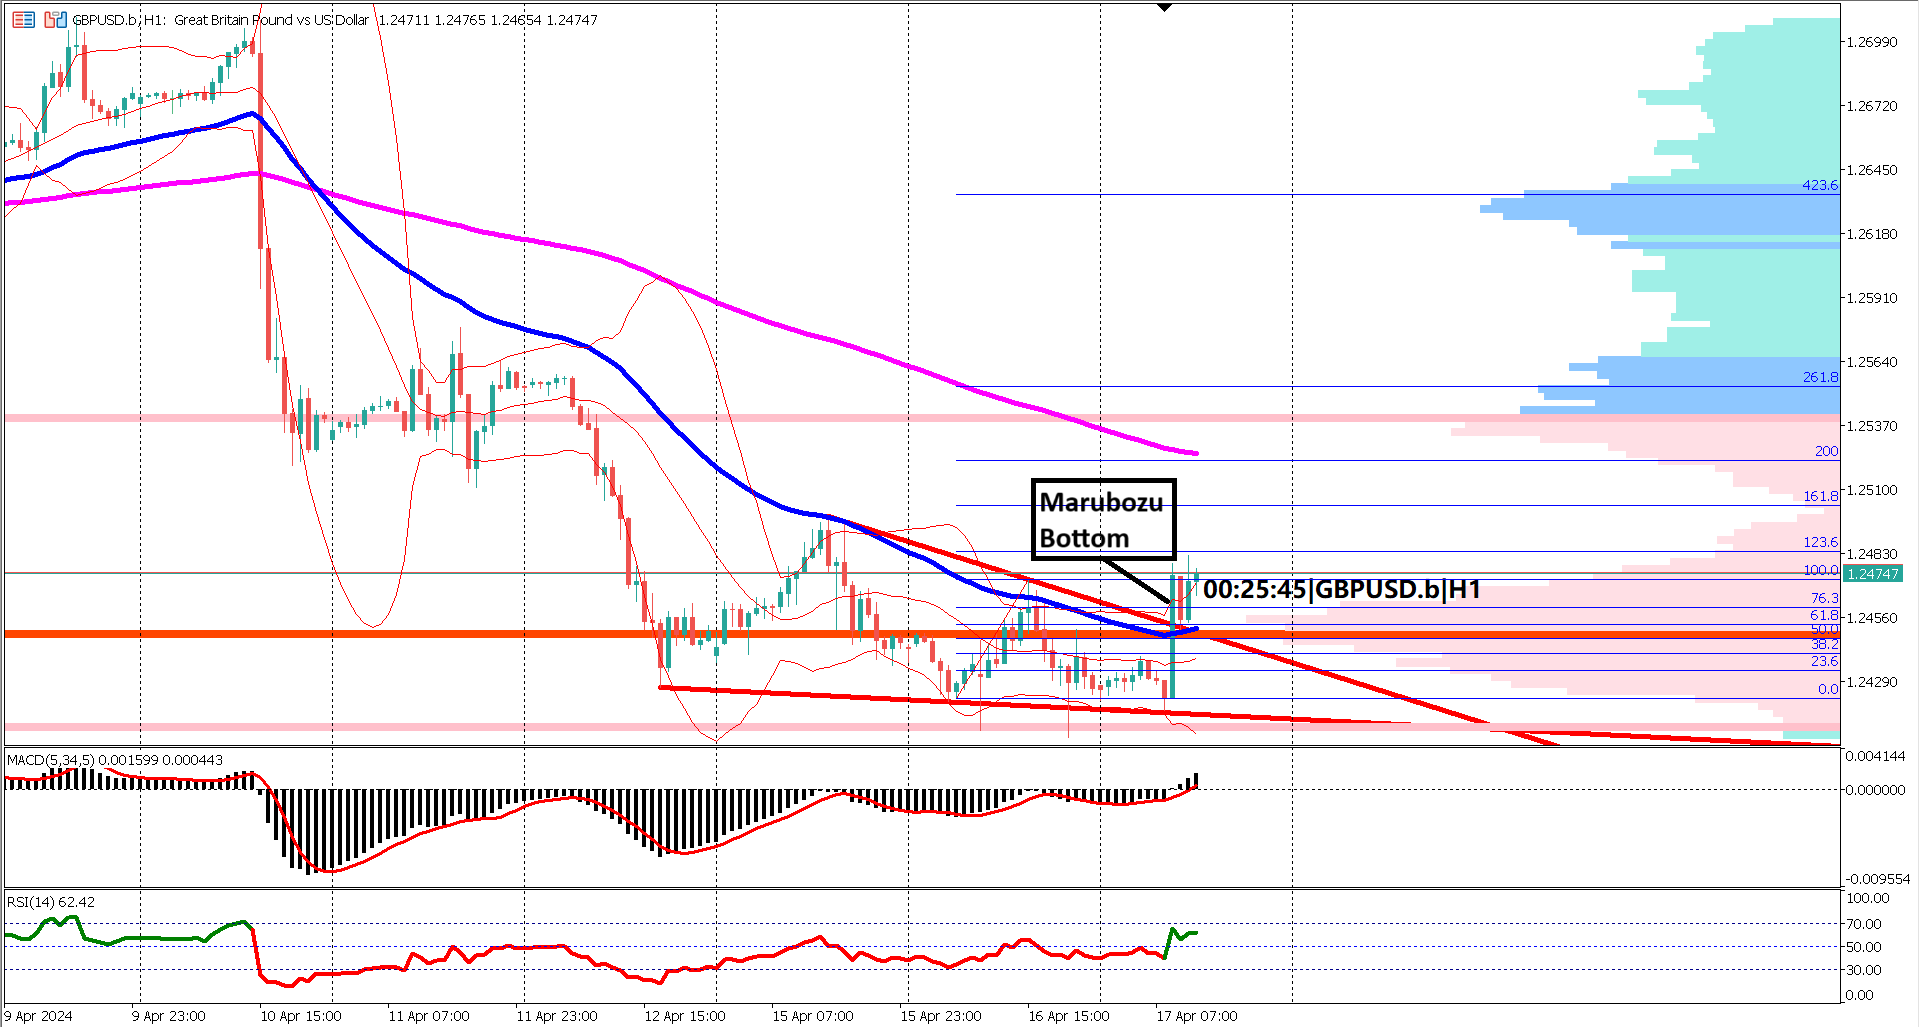 GBPUSD.b, H1: Great Britain Pound vs US Dollar 1.24711 1.24765 1.24654 1.24747
1.26990
1.26720
1.26450
423.6
1.26180
1.25910
1.25640
261.8
1.25370
200
1.25100
161.8
Marubozu
Bottom
123.6
1.24830
100.0
1.24747
00:25:45|GBPUSD.b|H1
76.3
61.8
1.24560
50.0
38.2
23.6
1.24290
0.0
MACD(5,34,5) 0.001599 0.000443
0.004144
0.000000
-0.009554
RSI(14) 62.42
100.00
70.00
50.00
30.00
0.00
9 Apr 2024
9 Apr 23:00
10 Apr 15:00
11 Apr 07:00
11 Apr 23:00
12 Apr 15:00
15 Apr 07:00
15 Apr 23:00
16 Apr 15:00
17 Apr 07:00